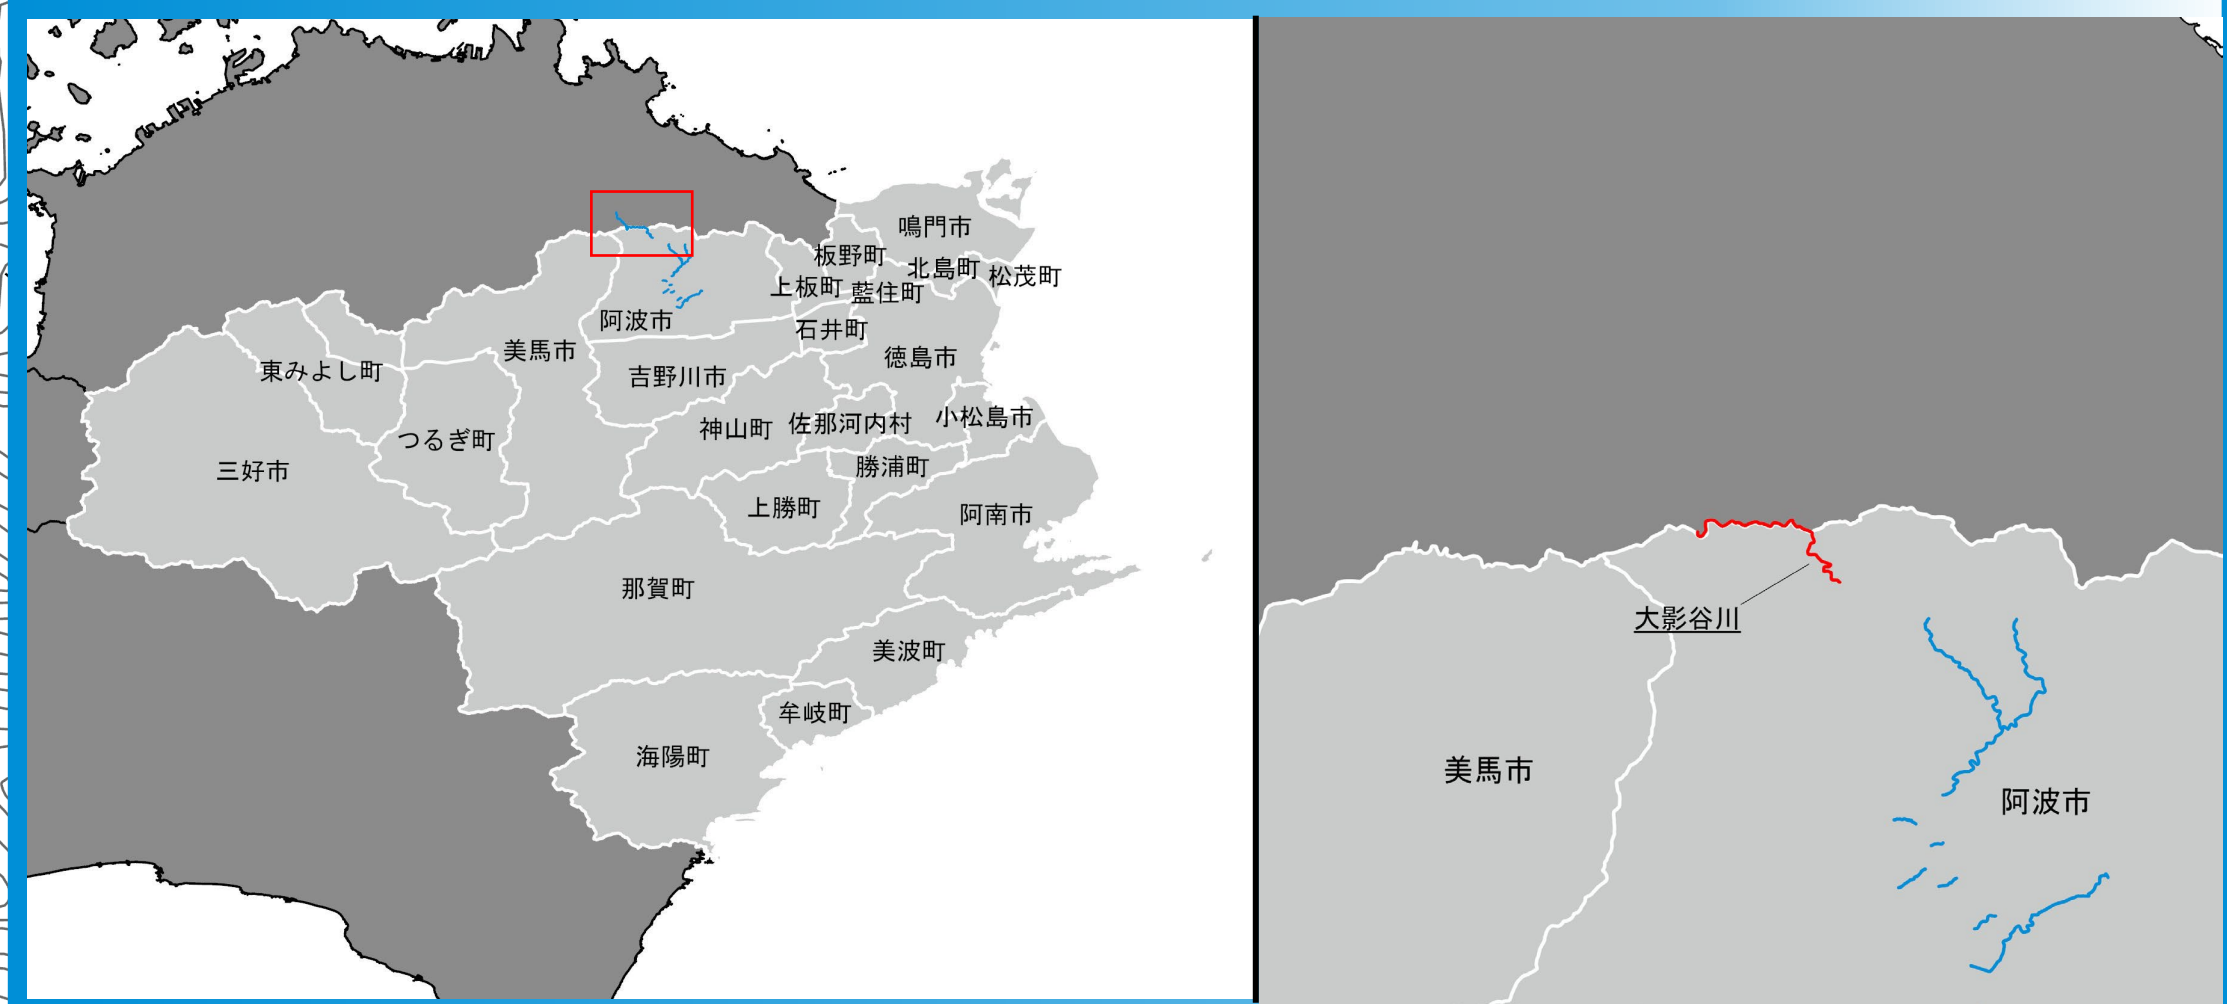 鳴門市
板野町
北島町
松茂町
上板町
藍住町
阿波市
石井町
美馬市
徳島市
東みよし町
吉野川市
小松島市
神山町
佐那河内村
つるぎ町
勝浦町
三好市
上勝町
阿南市
那賀町
美波町
牟岐町
海陽町
大影谷川
美馬市
阿波市